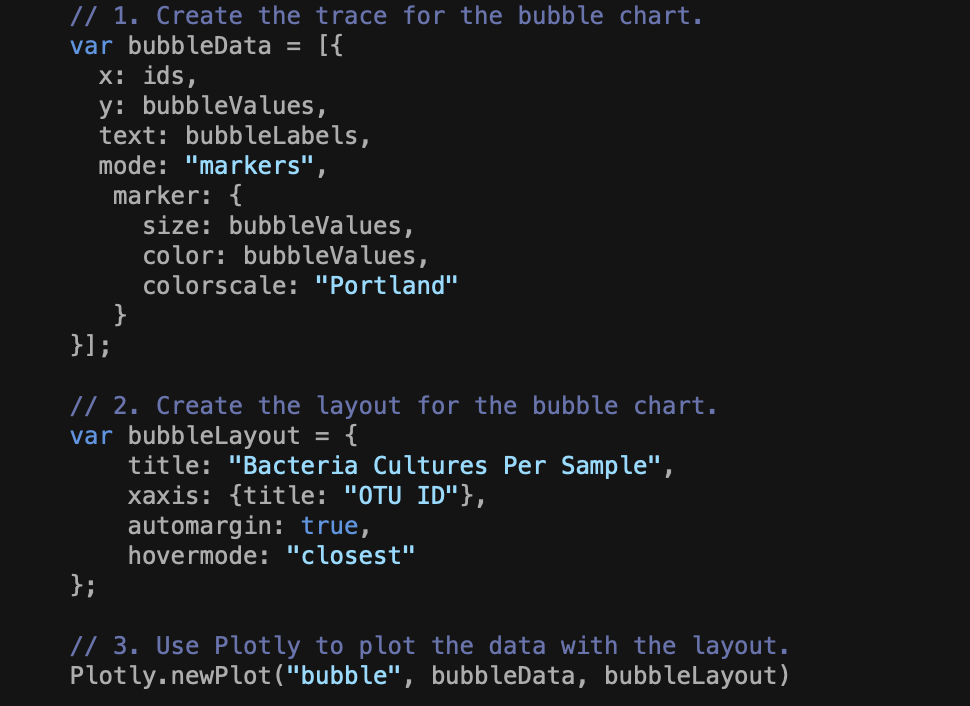 // 1. Create the trace for the bubble chart.
var bubbleData = [{
  x: ids,
  y: bubbleValues,
  text: bubbleLabels,
  mode: "markers",
   marker: {
     size: bubbleValues,
     color: bubbleValues,
     colorscale: "Portland"
   }
}];
// 2. Create the layout for the bubble chart.
var bubbleLayout = {
    title: "Bacteria Cultures Per Sample",
    xaxis: {title: "OTU ID"},
    automargin: true,
    hovermode: "closest"
};
// 3. Use Plotly to plot the data with the layout.
Plotly.newPlot("bubble", bubbleData, bubbleLayout)